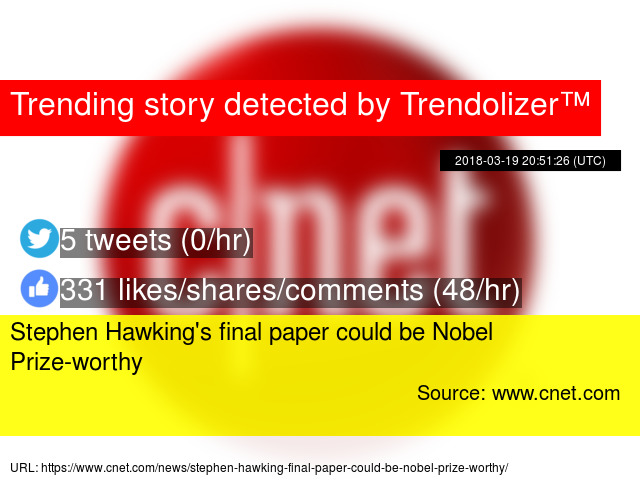 Trending story detected by Trendolizer™
2018-03-19 20:51:26 (UTC)
c|net
5 tweets (0/hr)
331 likes/shares/comments (48/hr)
Stephen Hawking's final paper could be Nobel
Prize-worthy
Source: www.cnet.com
URL: https://www.cnet.com/news/stephen-hawking-final-paper-could-be-nobel-prize-worthy/